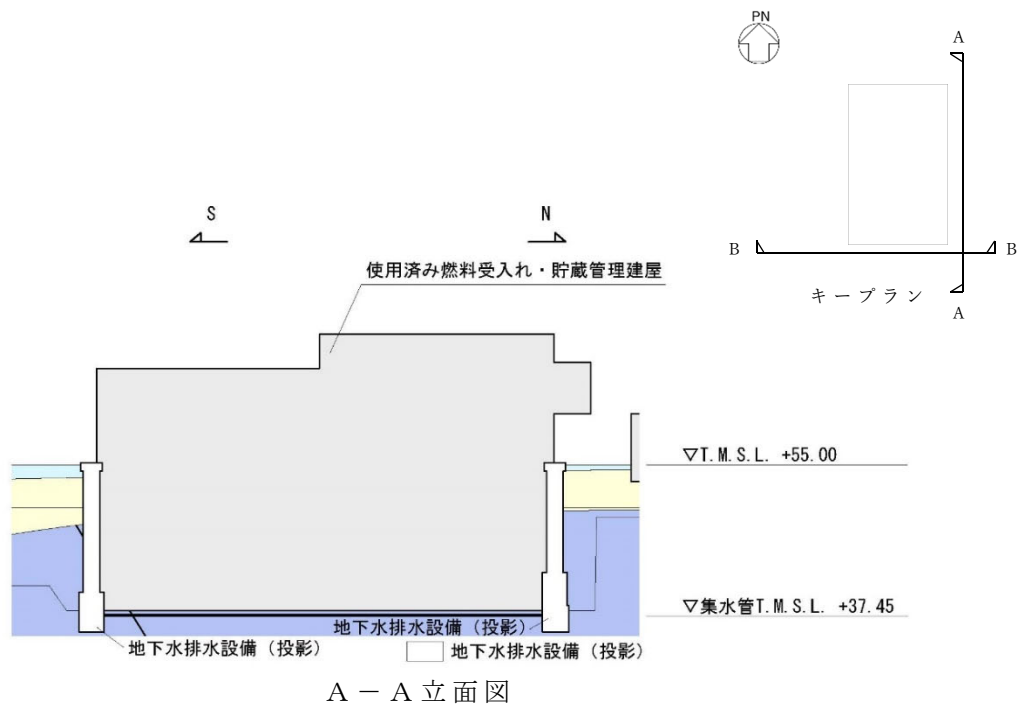 PN
A
B
B
キープラン
A
S
N
使用済み燃料受入れ・貯蔵管理建屋
▽T.M.S.L. +55.00
▽集水管T.M.S.L. +37.45
地下水排水設備（投影）
地下水排水設備（投影）
地下水排水設備（投影）
A－A立面図